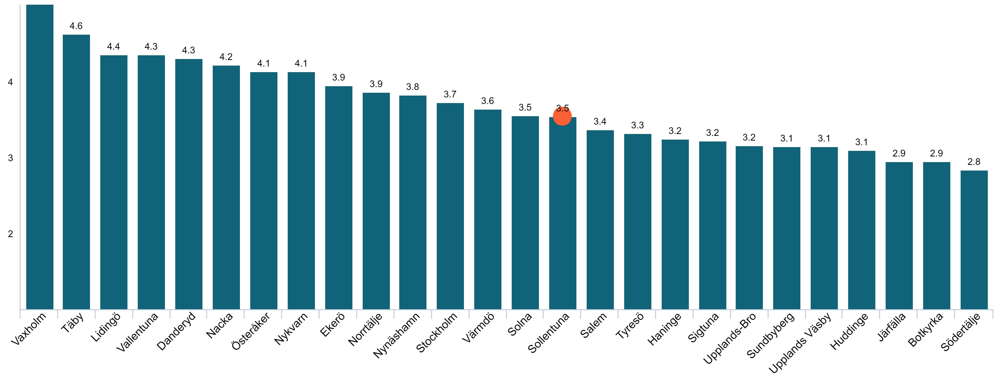 4.6
4.4
4.3
4.3
4.2
4.1
4.1
3.9
3.9
3.8
3.7
3.6
3.5
3.5
3.4
3.3
3.2
3.2
3.2
3.1
3.1
3.1
2.9
2.9
2.8
4
3
2
Vaxholm
Täby
Lidingö
Vallentuna
Danderyd
Nacka
Österåker
Nykvarn
Ekerö
Norrtälje
Nynäshamn
Stockholm
Värmdö
Solna
Sollentuna
Salem
Tyresö
Haninge
Sigtuna
Upplands-Bro
Sundbyberg
Upplands Väsby
Huddinge
Järfälla
Botkyrka
Södertälje